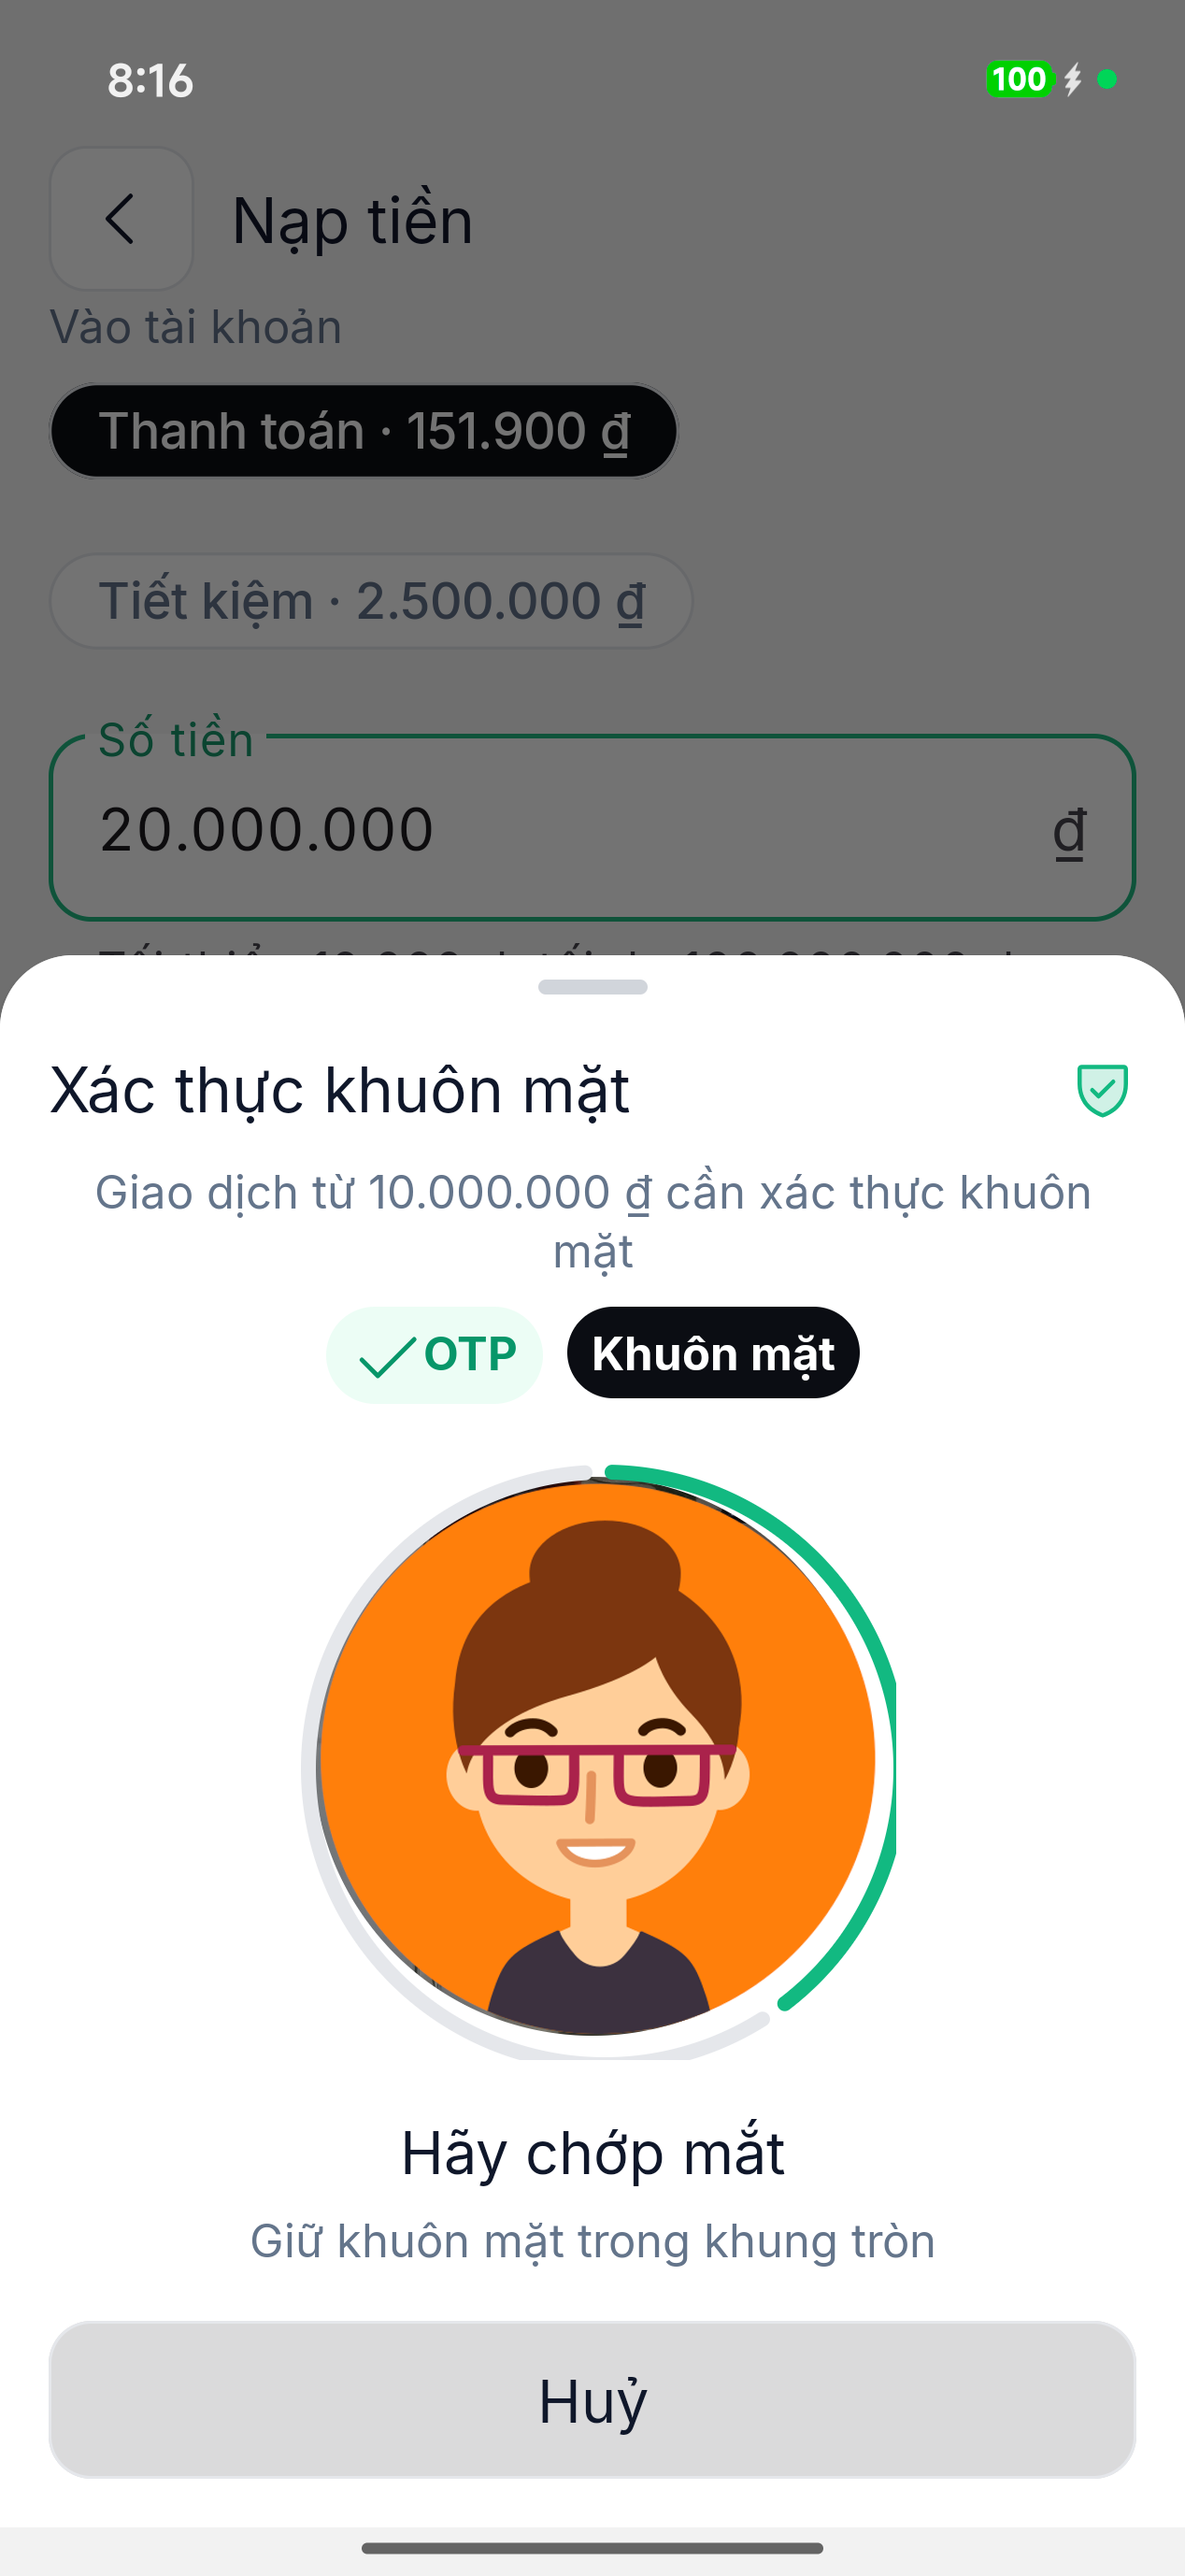 8:16
100
Nạp tiền
Vào tài khoản
Thanh toán · 151.900 ₫
Tiết kiệm · 2.500.000 ₫
Số tiền
20.000.000 ₫
Xác thực khuôn mặt
Giao dịch từ 10.000.000 ₫ cần xác thực khuôn
mặt
OTP Khuôn mặt
Hãy chớp mắt
Giữ khuôn mặt trong khung tròn
Huỷ